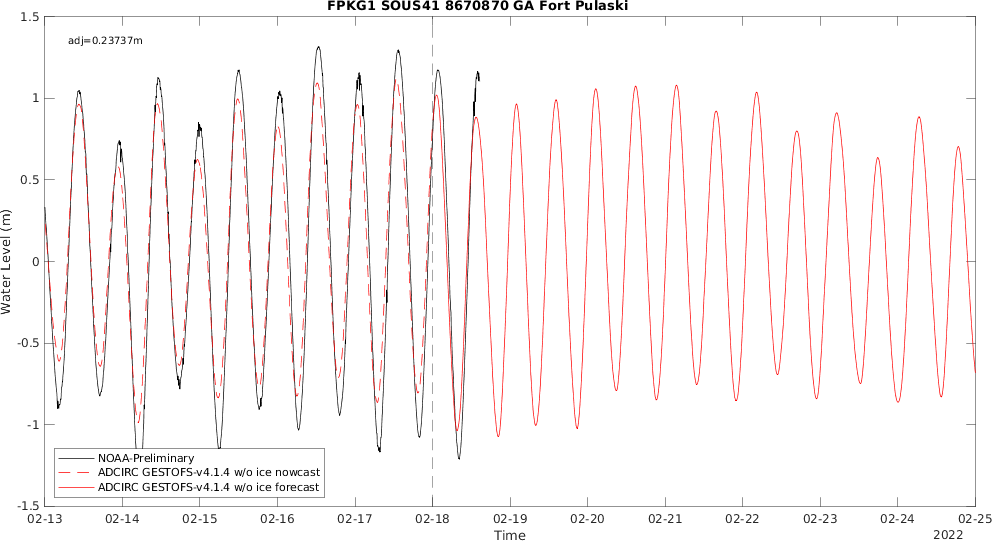 FPKG1 SOUS41 8670870 GA Fort Pulaski
adj=0.23737m
1.5
1
0.5
0
-0.5
-1
-1.5
Water Level (m)
NOAA-Preliminary
ADCIRC GESTOFS-v4.1.4 w/o ice nowcast
ADCIRC GESTOFS-v4.1.4 w/o ice forecast
02-13 02-14 02-15 02-16 02-17 02-18 02-19 02-20 02-21 02-22 02-23 02-24 02-25
Time
2022